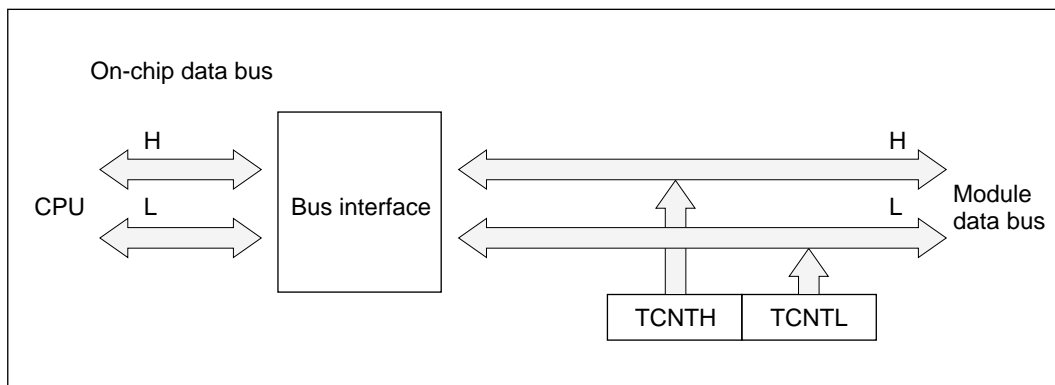 On-chip data bus
H
H
CPU
L
Bus interface
L
Module
data bus
TCNTH
TCNTL